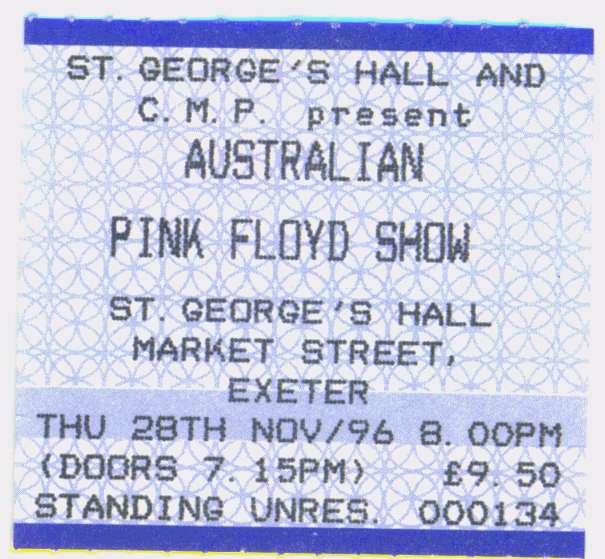 ST. GEORGE'S HALL AND
C. M. P. present
AUSTRALIAN
PINK FLOYD SHOW
ST. GEORGE'S HALL
MARKET STREET,
EXETER
THU 28TH NOV/96 8. 00PM
(DOORS 7. 15PM) £9. 50
STANDING UNRES. 000134